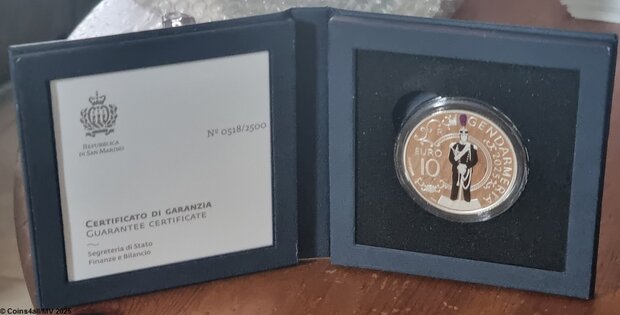 REPUBBLICA
DI SAN MARINO
Nº 0518/2500
CERTIFICATO DI GARANZIA
GUARANTEE CERTIFICATE
Segreteria di Stato
Finanze e Bilancio
EURO
10
GENDARMERIA
2025
© Coins4all/MV 2025